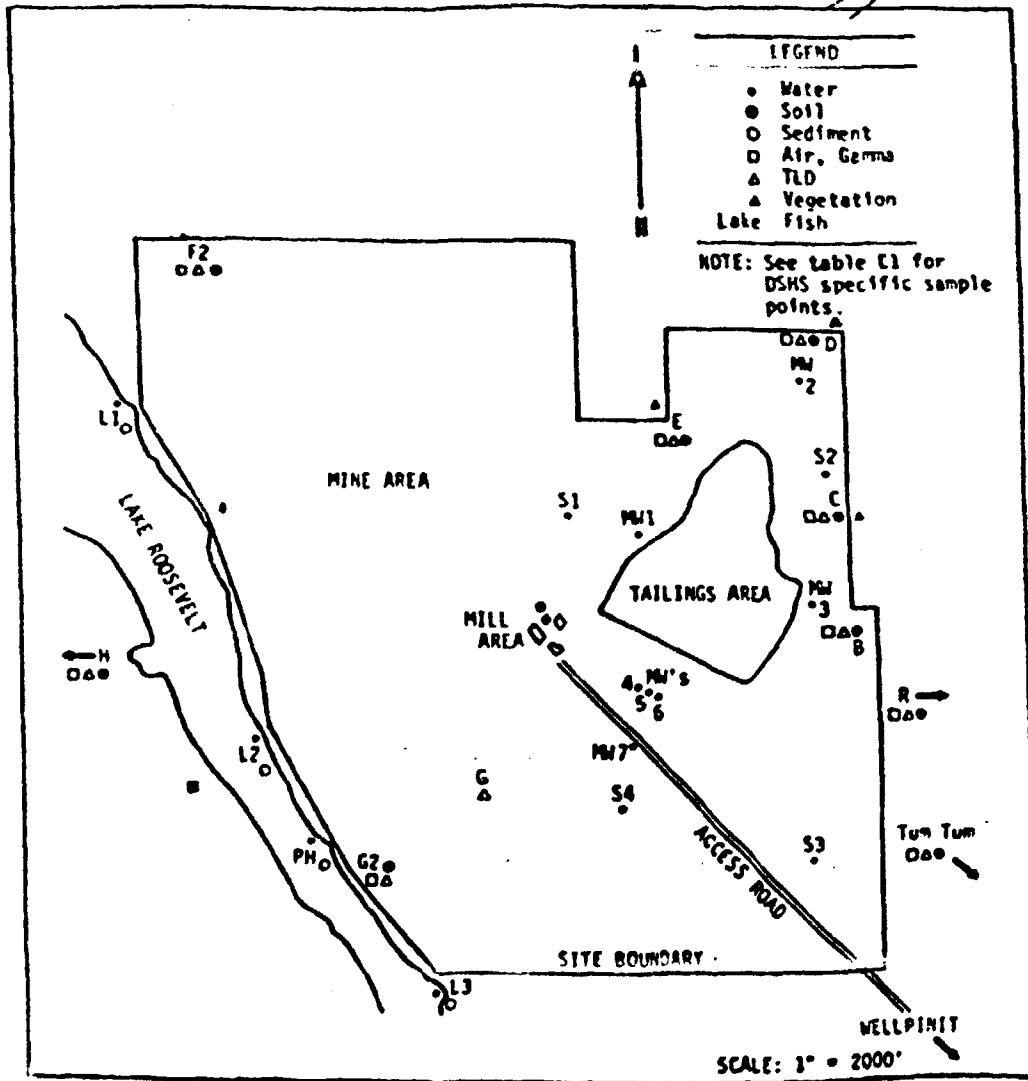 LEGEND
Water
Soil
Sediment
Air, Gamma
TLD
Vegetation
Lake Fish
NOTE: See table E1 for
DSHS specific sample
points.
N
F2
D
MW
2
E
L1
MINE AREA
S1
S2
C
MW1
LAKE ROOSEVELT
TAILINGS AREA
MW
3
MILL
AREA
B
H
MW's
4
5
6
R
L2
MW7
G
S4
Tum Tum
PH
G2
S3
ACCESS ROAD
SITE BOUNDARY
L3
WELLPINIT
SCALE: 1" = 2000'